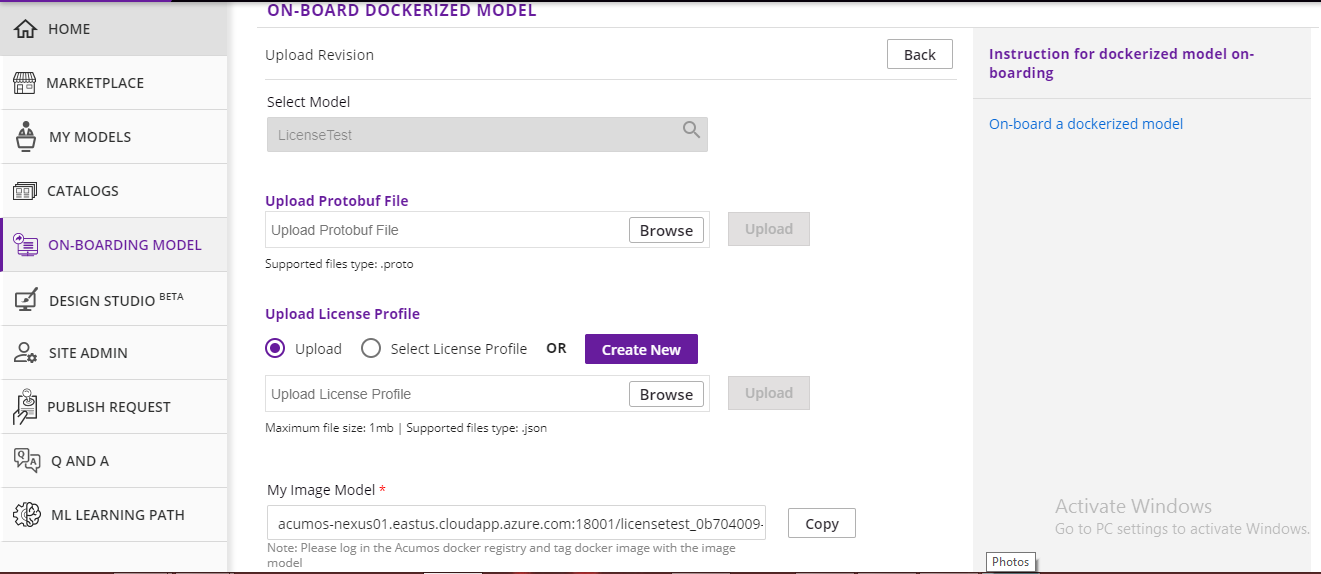 ON-BOARD DOCKERIZED MODEL
HOME
MARKETPLACE
MY MODELS
CATALOGS
ON-BOARDING MODEL
DESIGN STUDIO BETA
SITE ADMIN
PUBLISH REQUEST
Q AND A
ML LEARNING PATH
Upload Revision
Back
Select Model
LicenseTest
Upload Protobuf File
Upload Protobuf File Browse Upload
Supported files type: .proto
Upload License Profile
Upload Select License Profile OR Create New
Upload License Profile Browse Upload
Maximum file size: 1mb | Supported files type: .json
My Image Model *
acumos-nexus01.eastus.cloudapp.azure.com:18001/licensetest_0b704009- Copy
Note: Please log in the Acumos docker registry and tag docker image with the image
model
Instruction for dockerized model on-
boarding
On-board a dockerized model
Activate Windows
Go to PC settings to activate Windows.
Photos